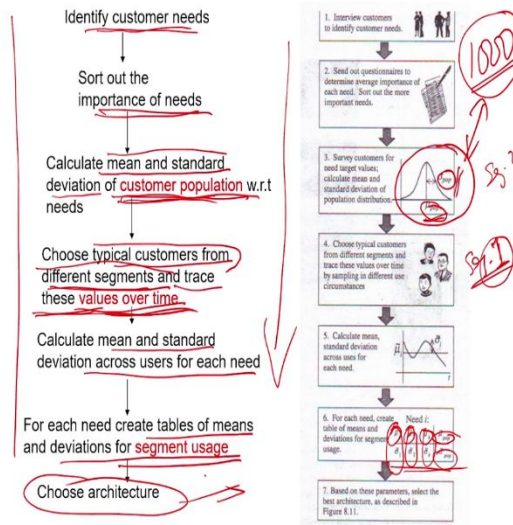 Identify customer needs
Sort out the
importance of needs
Calculate mean and standard
deviation of customer population w.r.t
needs
Choose typical customers from
different segments and trace
these values over time
Calculate mean and standard
deviation across users for each need
For each need create tables of means
and deviations for segment usage
Choose architecture
1. Interview customers
to identify customer needs.
2. Send out questionnaires to
determine average importance of
each need. Sort out the more
important needs.
3. Survey customers for
need target values;
calculate mean and
standard deviation of
population distribution.
4. Choose typical customers
from different segments and
trace these values over time
by sampling in different use
circumstances
5. Calculate mean,
standard deviation
across uses for
each need.
6. For each need, create
table of means and
deviations for segment
usage.
Need i:
7. Based on these parameters, select the
best architecture, as described in
Figure 8.11.
1000